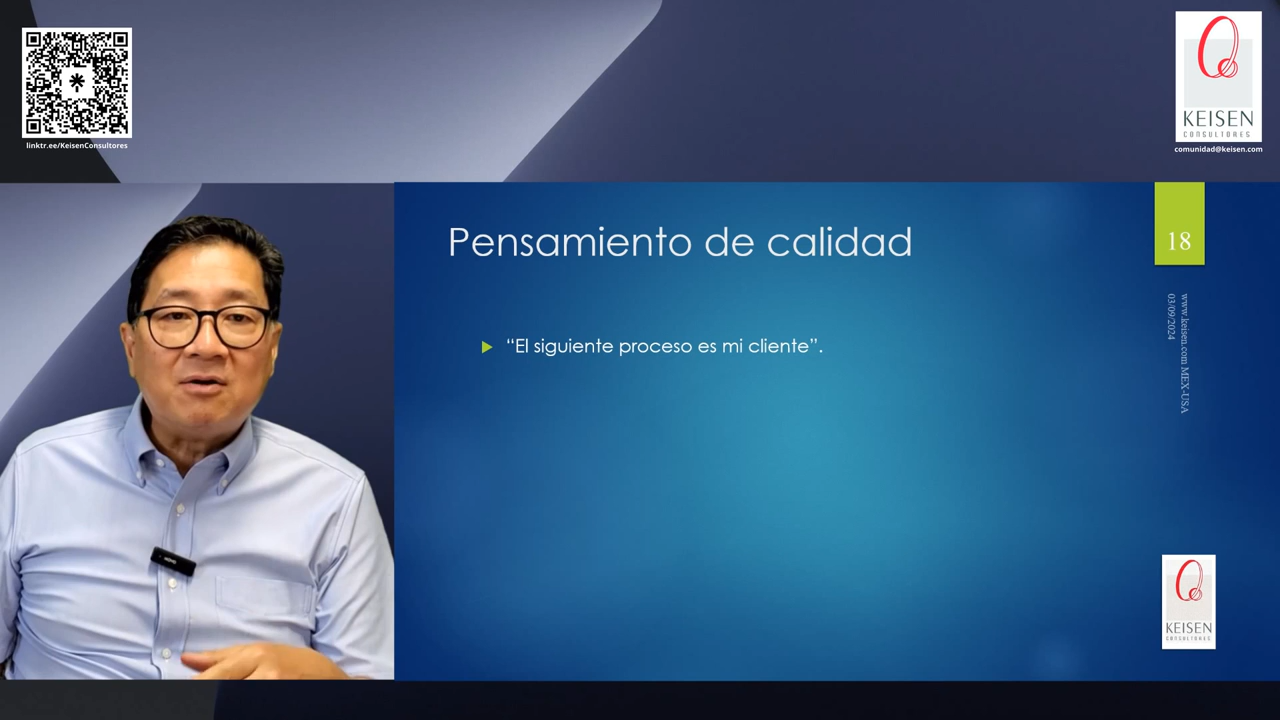 linktr.ee/KeisenConsultores
KEISEN
CONSULTORES
comunidad@keisen.com
Pensamiento de calidad
18
“El siguiente proceso es mi cliente”.
www.keisen.com MEX-USA
03/09/2024
KEISEN
CONSULTORES